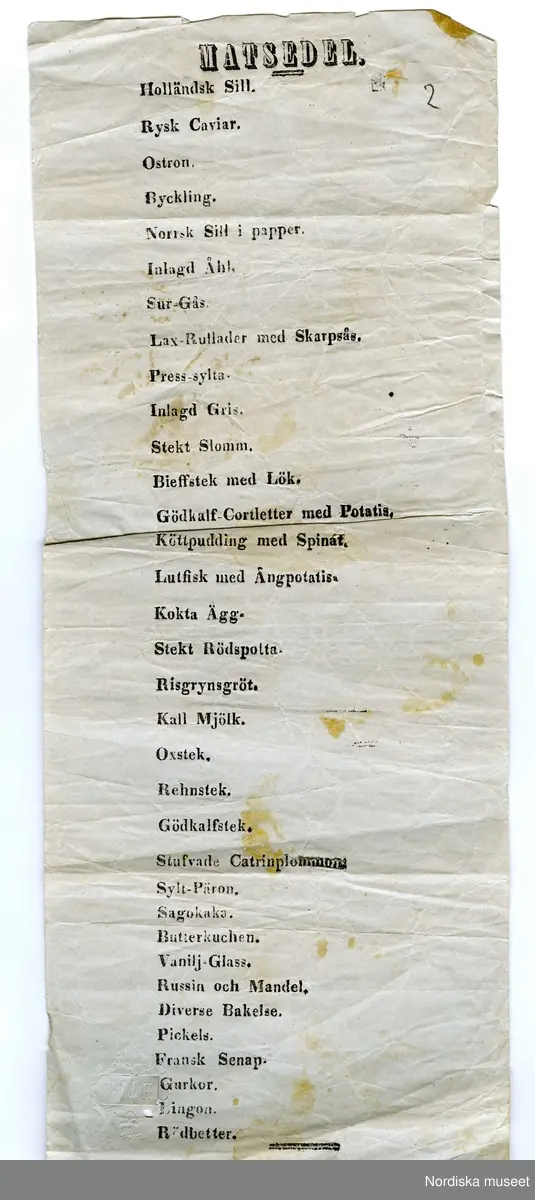 MATSEDEL.
2
Holländsk Sill.
Rysk Caviar.
Ostron.
Byckling.
Norrsk Sill i papper.
Inlagd Åhl.
Sur-Gås.
Lax-Rullader med Skarpsås.
Press-sylta.
Inlagd Gris.
Stekt Slomm.
Bieffstek med Lök.
Gödkalf-Cortletter med Potatis.
Köttpudding med Spinat.
Lutfisk med Ångpotatis.
Kokta Ägg.
Stekt Rödspotta.
Risgrynsgröt.
Kall Mjölk.
Oxstek.
Rehnstek.
Gödkalfstek.
Stufvade Catrinplommon.
Sylt-Päron.
Sagokaka.
Butterkuchen.
Vanilj-Glass.
Russin och Mandel.
Diverse Bakelse.
Pickels.
Fransk Senap.
Gurkor.
Lingon.
Rödbetter.
Nordiska museet